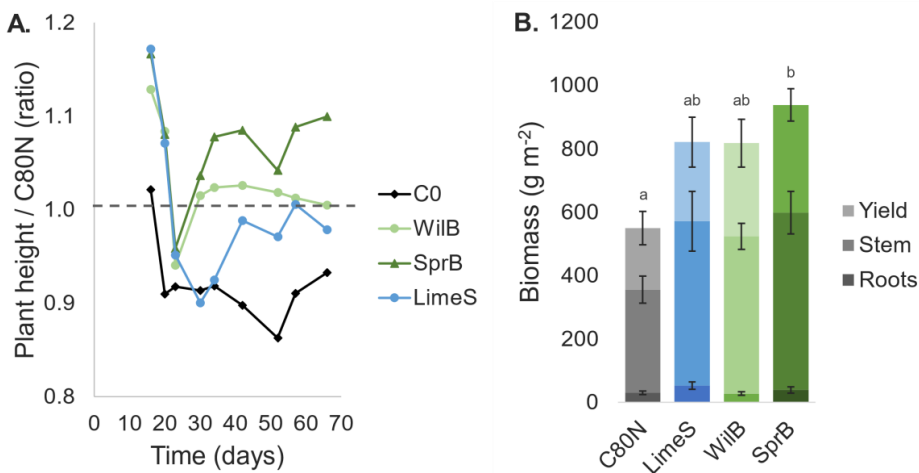 A.
Plant height / C80N (ratio)
1.2
1.1
1.0
0.9
0.8
0 10 20 30 40 50 60 70
Time (days)
C0
WilB
SprB
LimeS
B.
Biomass (g m-2)
1200
1000
800
600
400
200
0
a
ab
ab
b
C80N
LimeS
WilB
SprB
Yield
Stem
Roots